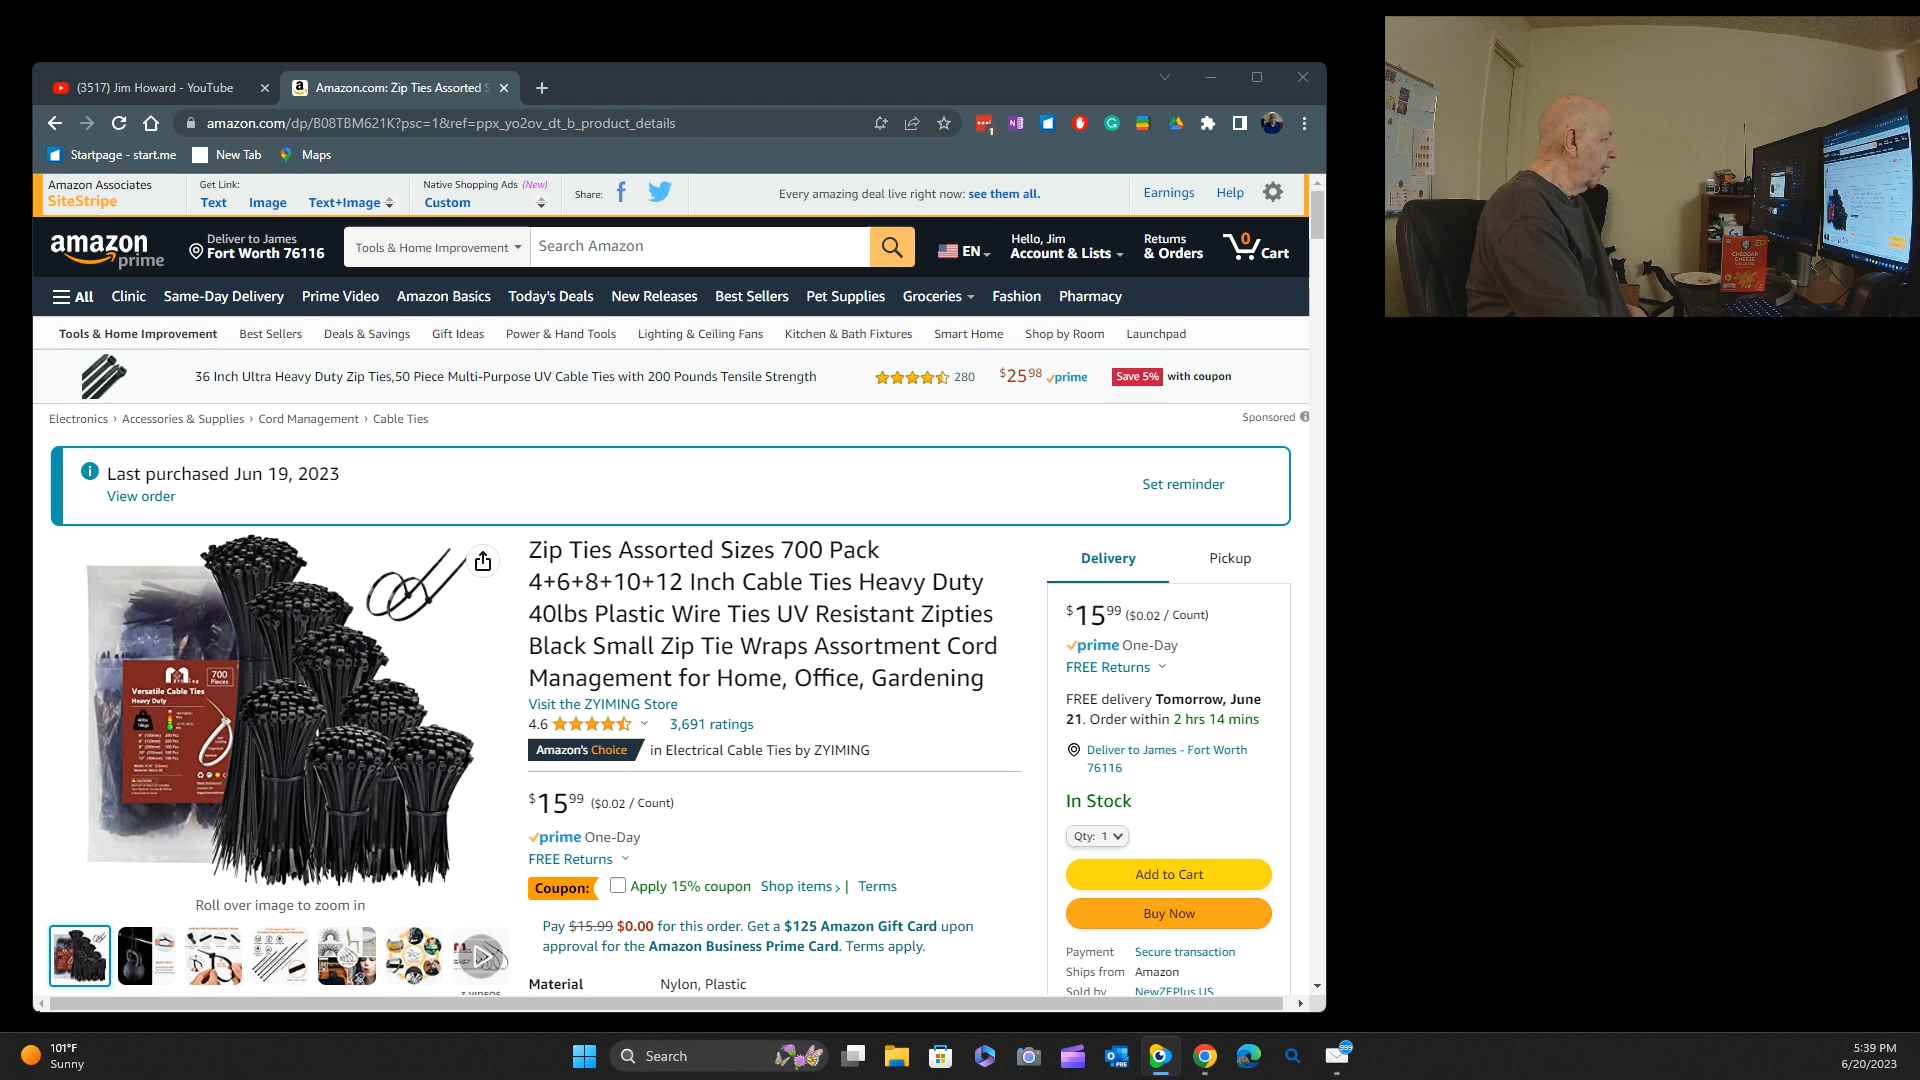 (3517) Jim Howard - YouTube
Amazon.com: Zip Ties Assorted S
amazon.com/dp/B08TBM621K?psc=1&ref=ppx_yo2ov_dt_b_product_details
Startpage - start.me
New Tab
Maps
Amazon Associates
SiteStripe
Get Link:
Text
Image
Text+Image
Native Shopping Ads (New)
Custom
Share:
Every amazing deal live right now: see them all.
Earnings
Help
amazon
prime
Deliver to James
Fort Worth 76116
Tools & Home Improvement
Search Amazon
EN
Hello, Jim
Account & Lists
Returns
& Orders
0
Cart
All
Clinic
Same-Day Delivery
Prime Video
Amazon Basics
Today's Deals
New Releases
Best Sellers
Pet Supplies
Groceries
Fashion
Pharmacy
Tools & Home Improvement
Best Sellers
Deals & Savings
Gift Ideas
Power & Hand Tools
Lighting & Ceiling Fans
Kitchen & Bath Fixtures
Smart Home
Shop by Room
Launchpad
36 Inch Ultra Heavy Duty Zip Ties,50 Piece Multi-Purpose UV Cable Ties with 200 Pounds Tensile Strength
280
$25 98
prime
Save 5% with coupon
Electronics › Accessories & Supplies › Cord Management › Cable Ties
Sponsored
Last purchased Jun 19, 2023
View order
Set reminder
ZYIMING
700
Pieces
Versatile Cable Ties
Heavy Duty
Roll over image to zoom in
Zip Ties Assorted Sizes 700 Pack
4+6+8+10+12 Inch Cable Ties Heavy Duty
40lbs Plastic Wire Ties UV Resistant Zipties
Black Small Zip Tie Wraps Assortment Cord
Management for Home, Office, Gardening
Visit the ZYIMING Store
4.6
3,691 ratings
Amazon's Choice in Electrical Cable Ties by ZYIMING
$15 99 ($0.02 / Count)
prime One-Day
FREE Returns
Coupon: Apply 15% coupon Shop items › | Terms
Pay $15.99 $0.00 for this order. Get a $125 Amazon Gift Card upon
approval for the Amazon Business Prime Card. Terms apply.
Material Nylon, Plastic
Delivery
Pickup
$15 99 ($0.02 / Count)
prime One-Day
FREE Returns
FREE delivery Tomorrow, June
21. Order within 2 hrs 14 mins
Deliver to James - Fort Worth
76116
In Stock
Qty: 1
Add to Cart
Buy Now
Payment Secure transaction
Ships from Amazon
Sold by NewZEPlus US
3 VIDEOS
CHEDDAR
CHEESE
101°F
Sunny
Search
999
5:39 PM
6/20/2023